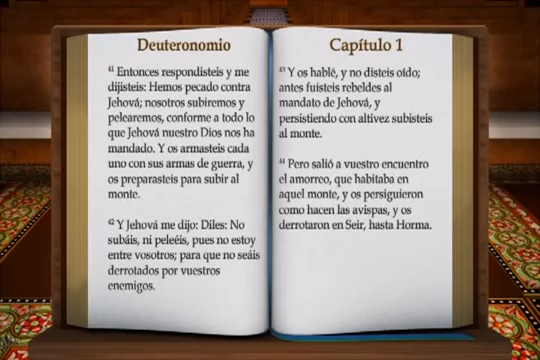 Deuteronomio
41 Entonces respondisteis y me
dijisteis: Hemos pecado contra
Jehová; nosotros subiremos y
pelearemos, conforme a todo lo
que Jehová nuestro Dios nos ha
mandado. Y os armasteis cada
uno con sus armas de guerra, y
os preparasteis para subir al
monte.
42 Y Jehová me dijo: Diles: No
subáis, ni peleéis, pues no estoy
entre vosotros; para que no seáis
derrotados por vuestros
enemigos.
Capítulo 1
43 Y os hablé, y no disteis oído;
antes fuisteis rebeldes al
mandato de Jehová, y
persistiendo con altivez subisteis
al monte.
44 Pero salió a vuestro encuentro
el amorreo, que habitaba en
aquel monte, y os persiguieron
como hacen las avispas, y os
derrotaron en Seir, hasta Horma.